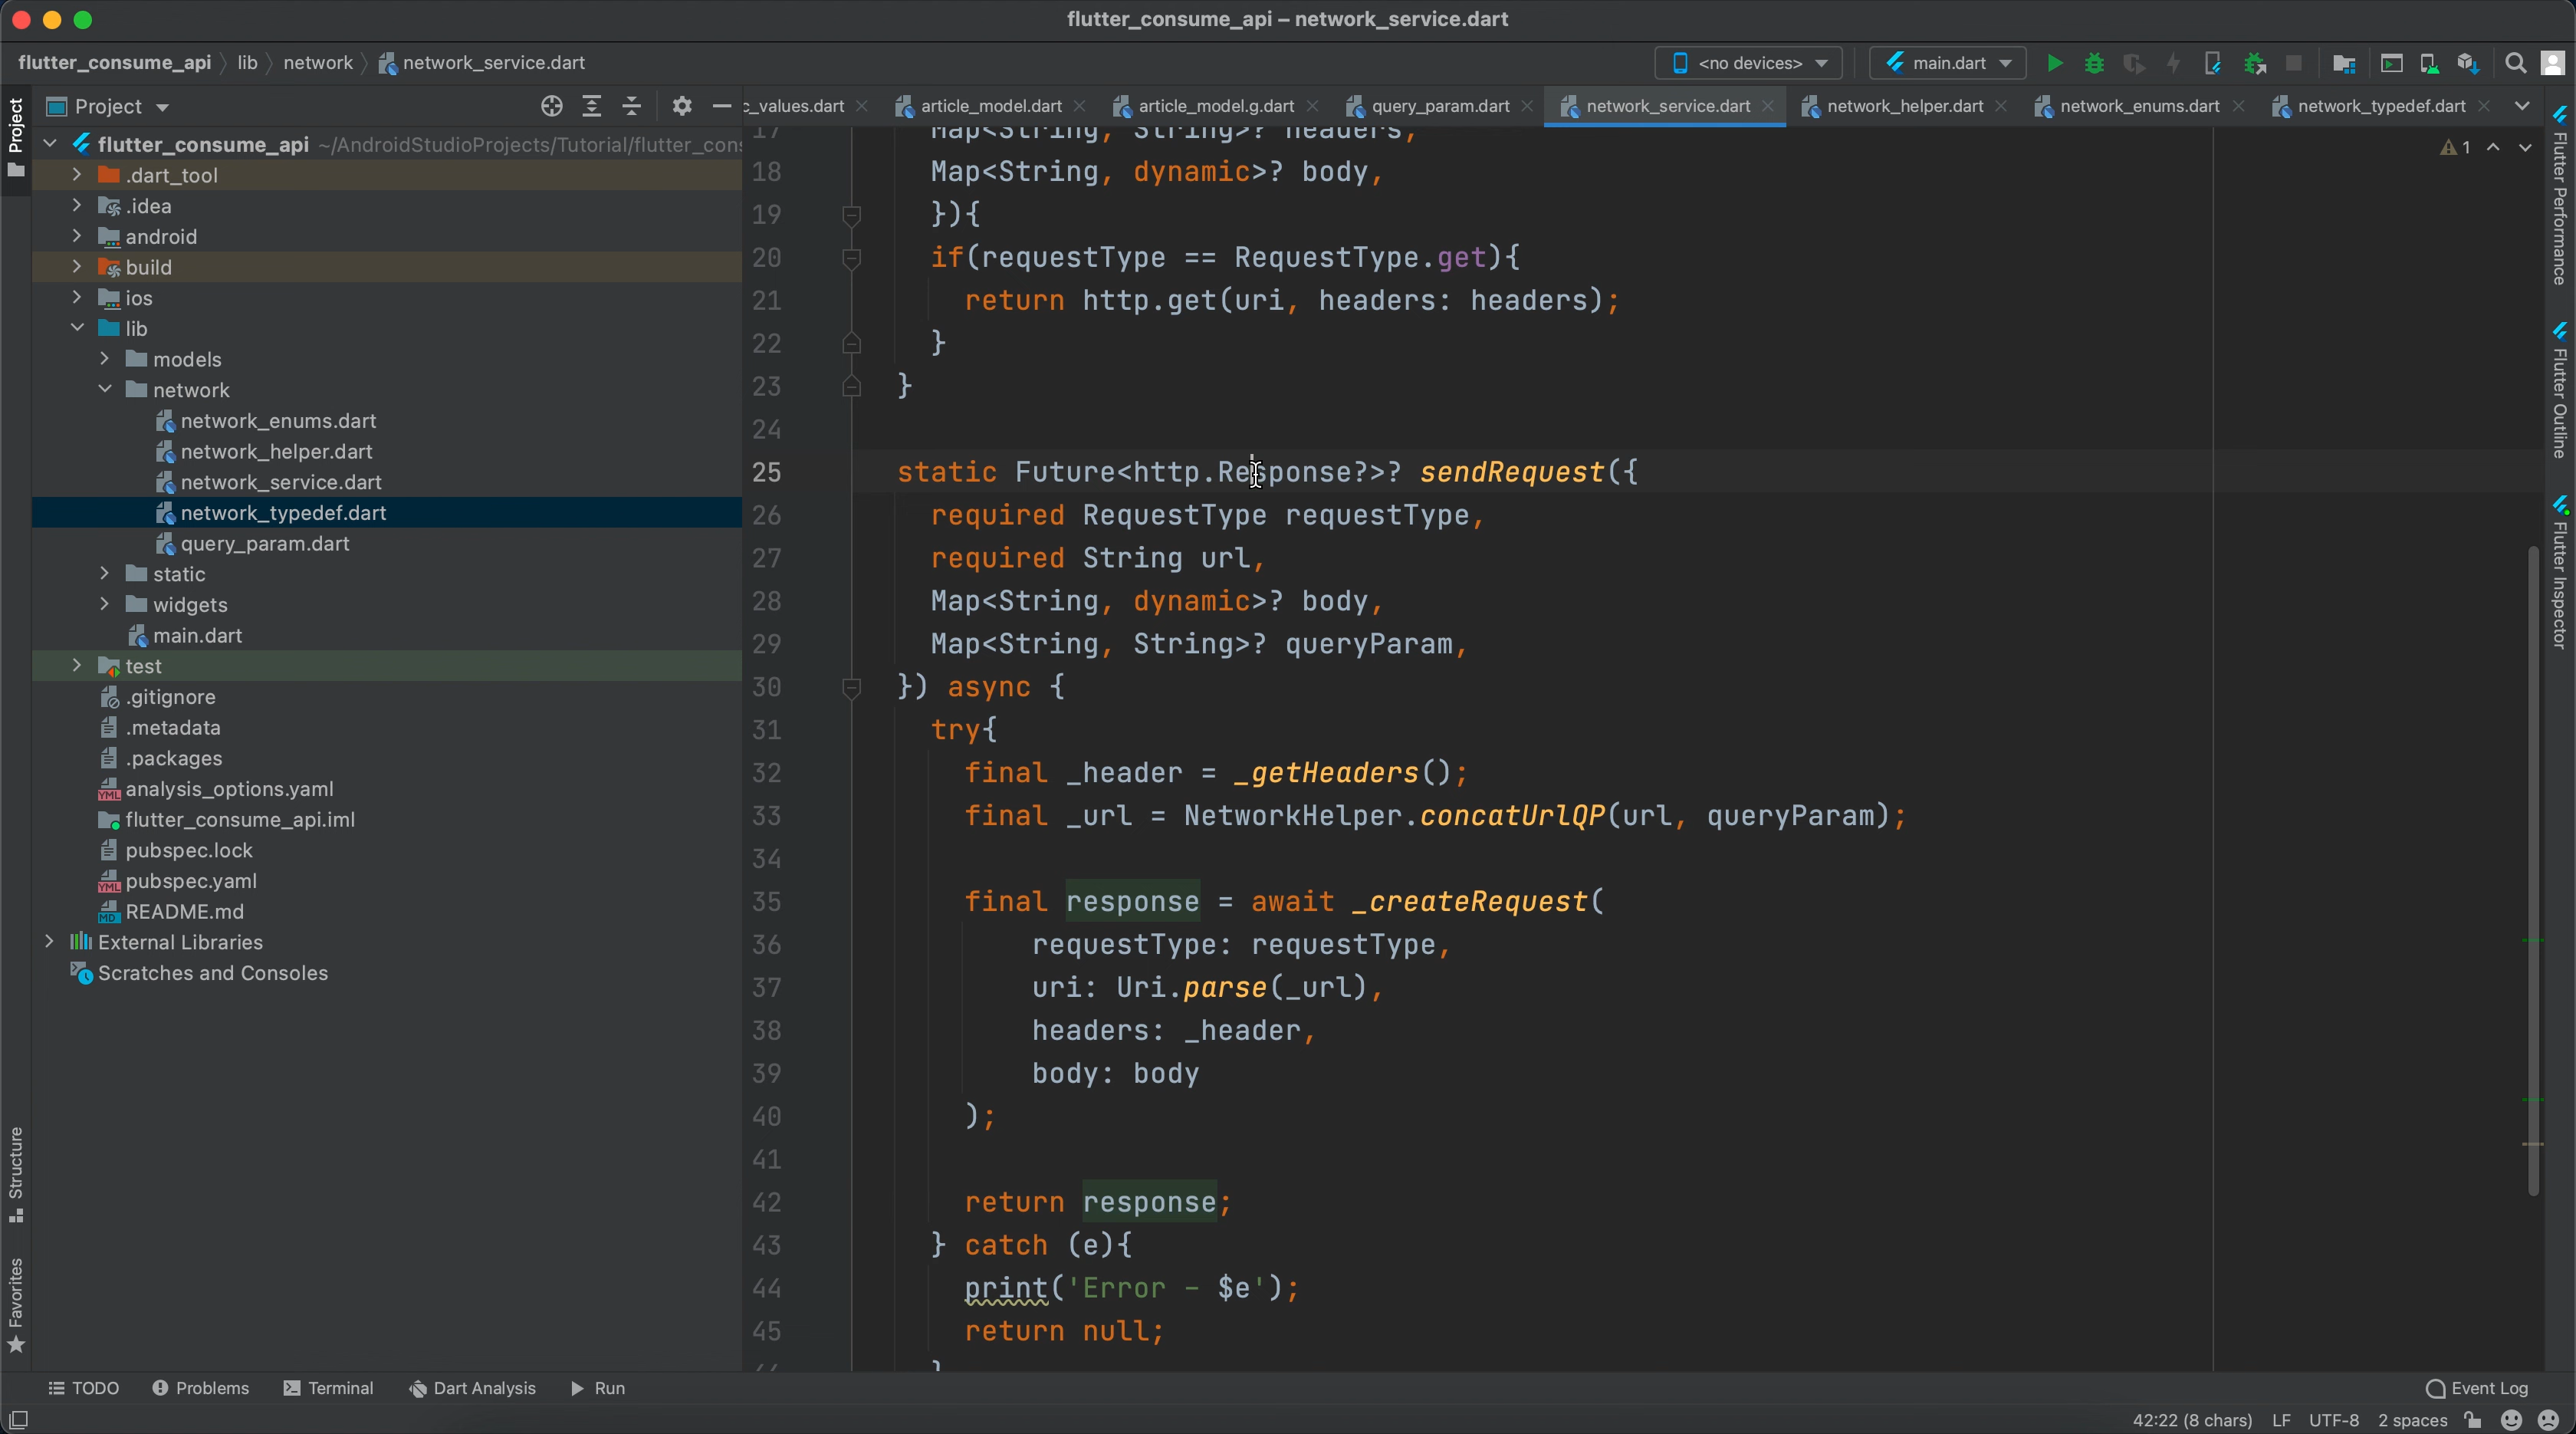 flutter_consume_api – network_service.dart
flutter_consume_api lib network network_service.dart
<no devices> main.dart
Project
c_values.dart article_model.dart article_model.g.dart query_param.dart network_service.dart network_helper.dart network_enums.dart network_typedef.dart
Project
Structure
Favorites
flutter_consume_api ~/AndroidStudioProjects/Tutorial/flutter_con
.dart_tool
.idea
android
build
ios
lib
models
network
network_enums.dart
network_helper.dart
network_service.dart
network_typedef.dart
query_param.dart
static
widgets
main.dart
test
.gitignore
.metadata
.packages
analysis_options.yaml
flutter_consume_api.iml
pubspec.lock
pubspec.yaml
README.md
External Libraries
Scratches and Consoles
1
17 Map<String, String>? headers,
18 Map<String, dynamic>? body,
19 }){
20 if(requestType == RequestType.get){
21 return http.get(uri, headers: headers);
22 }
23 }
24
25 static Future<http.Response?>? sendRequest({
26 required RequestType requestType,
27 required String url,
28 Map<String, dynamic>? body,
29 Map<String, String>? queryParam,
30 }) async {
31 try{
32 final _header = _getHeaders();
33 final _url = NetworkHelper.concatUrlQP(url, queryParam);
34
35 final response = await _createRequest(
36 requestType: requestType,
37 uri: Uri.parse(_url),
38 headers: _header,
39 body: body
40 );
41
42 return response;
43 } catch (e){
44 print('Error - $e');
45 return null;
}
Flutter Performance
Flutter Outline
Flutter Inspector
TODO Problems Terminal Dart Analysis Run Event Log
42:22 (8 chars) LF UTF-8 2 spaces